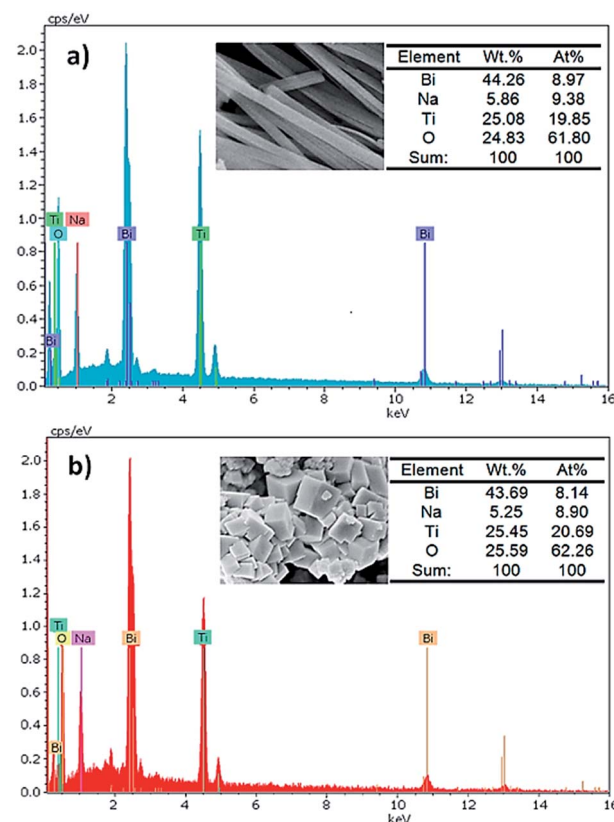 cps/eV
a)
Element Wt.% At%
Bi 44.26 8.97
Na 5.86 9.38
Ti 25.08 19.85
O 24.83 61.80
Sum: 100 100
2.0
1.8
1.6
1.4
1.2
1.0
0.8
0.6
0.4
0.2
0.0
Ti Na
O Bi Ti Bi
Bi
2 4 6 8 10 12 14 16
keV
cps/eV
b)
Element Wt.% At%
Bi 43.69 8.14
Na 5.25 8.90
Ti 25.45 20.69
O 25.59 62.26
Sum: 100 100
2.0
1.8
1.6
1.4
1.2
1.0
0.8
0.6
0.4
0.2
0.0
Ti
O Na Bi Ti Bi
Bi
2 4 6 8 10 12 14 16
keV